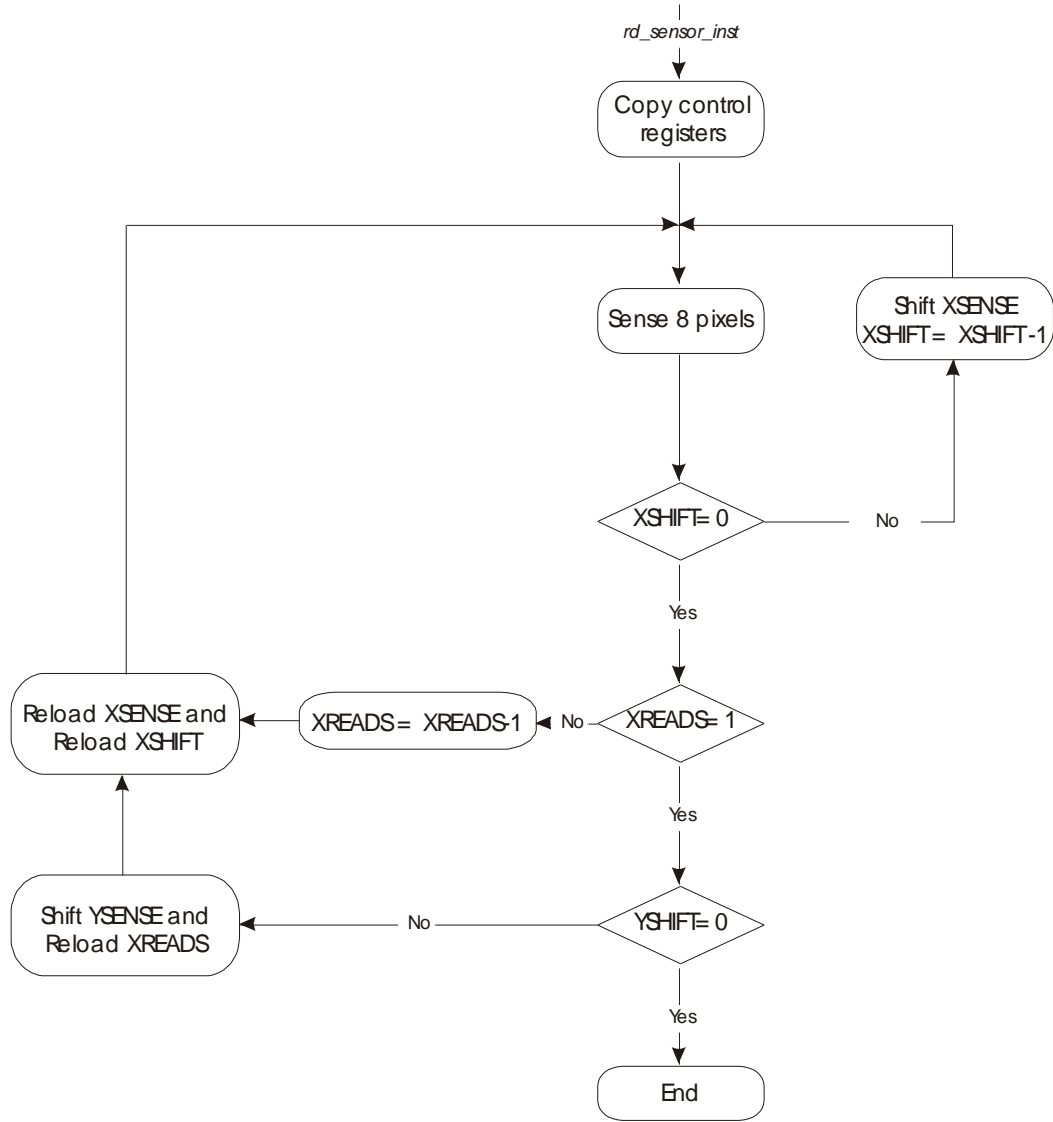 rd_sensor_inst
Copy control
registers
Sense 8 pixels
Shift XSENSE
XSHIFT = XSHIFT-1
XSHIFT= 0
No
Yes
Reload XSENSE and
Reload XSHIFT
XREADS = XREADS-1
No
XREADS= 1
Yes
Shift YSENSE and
Reload XREADS
No
YSHIFT= 0
Yes
End